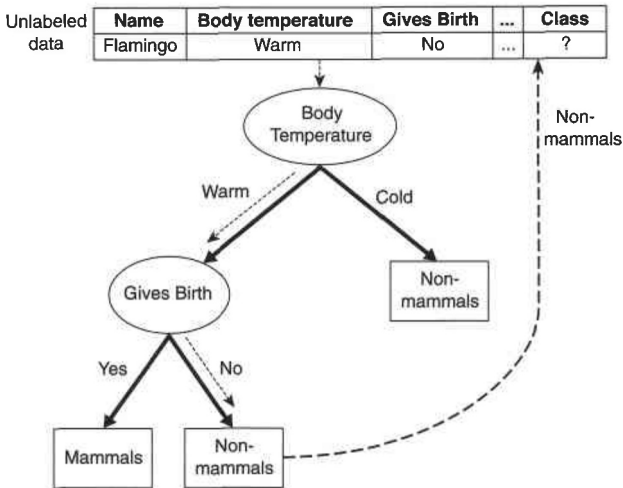 Unlabeled data
Name Body temperature Gives Birth ... Class
Flamingo Warm No ... ?
Non-
mammals
Body
Temperature
Warm
Cold
Gives Birth
Non-
mammals
Yes
No
Mammals
Non-
mammals